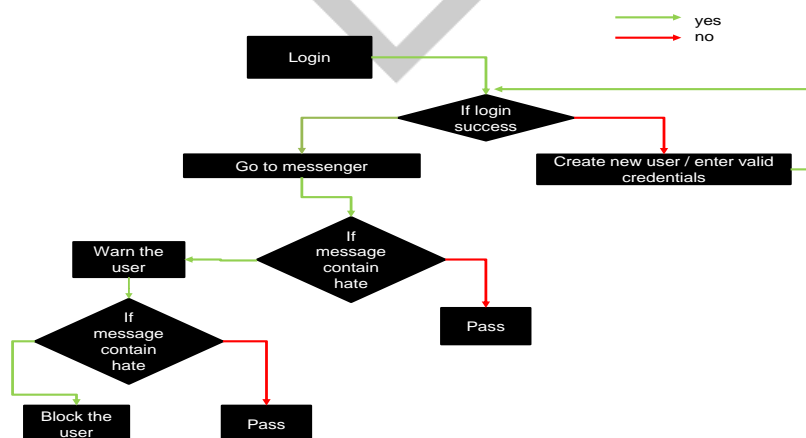 yes
no
Login
If login
success
Go to messenger
Create new user / enter valid
credentials
If
message
contain
hate
Warn the
user
Pass
If
message
contain
hate
Block the
user
Pass